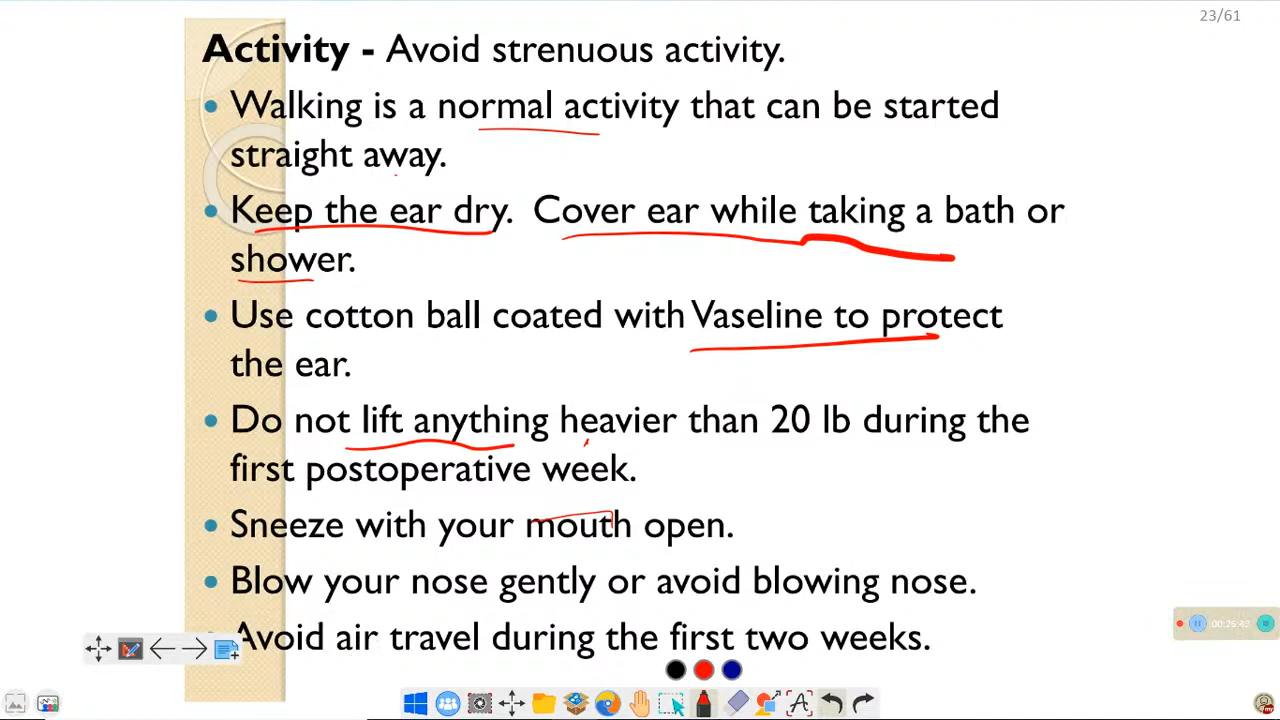 23/61
Activity - Avoid strenuous activity.
• Walking is a normal activity that can be started
straight away.
• Keep the ear dry. Cover ear while taking a bath or
shower.
• Use cotton ball coated with Vaseline to protect
the ear.
• Do not lift anything heavier than 20 lb during the
first postoperative week.
• Sneeze with your mouth open.
• Blow your nose gently or avoid blowing nose.
Avoid air travel during the first two weeks.